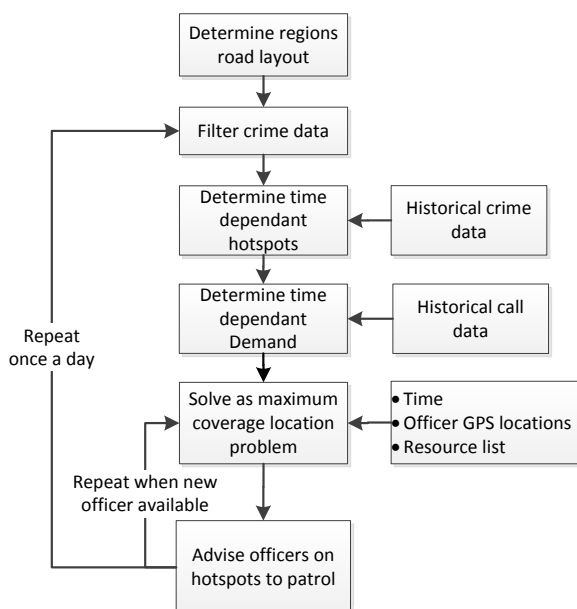 Determine regions
road layout
Filter crime data
Determine time
dependant
hotspots
Historical crime
data
Determine time
dependant
Demand
Historical call
data
Repeat
once a day
Solve as maximum
coverage location
problem
• Time
• Officer GPS locations
• Resource list
Repeat when new
officer available
Advise officers on
hotspots to patrol